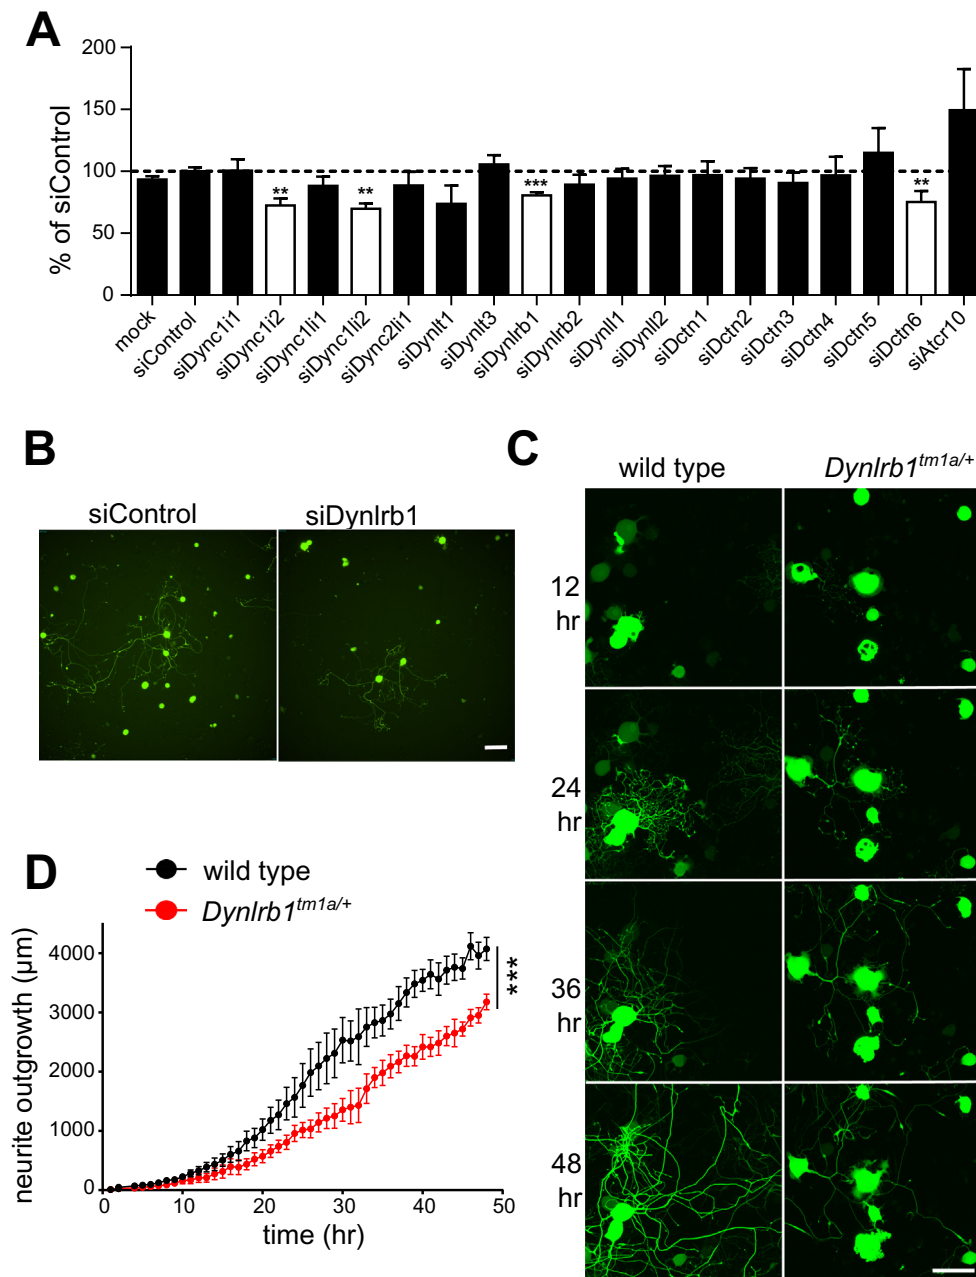 A
200
150
100
50
0
% of siControl
**
**
***
**
mock
siControl
siDync1i1
siDync1i2
siDync1li1
siDync1li2
siDync2li1
siDynlt1
siDynlt3
siDynlrb1
siDynlrb2
siDynll1
siDynll2
siDctn1
siDctn2
siDctn3
siDctn4
siDctn5
siDctn6
siAtcr10
B
siControl
siDynlrb1
C
wild type
Dynlrb1tm1a/+
12
hr
24
hr
36
hr
48
hr
D
wild type
Dynlrb1tm1a/+
neurite outgrowth (µm)
4000
3000
2000
1000
0
***
0
10
20
30
40
50
time (hr)